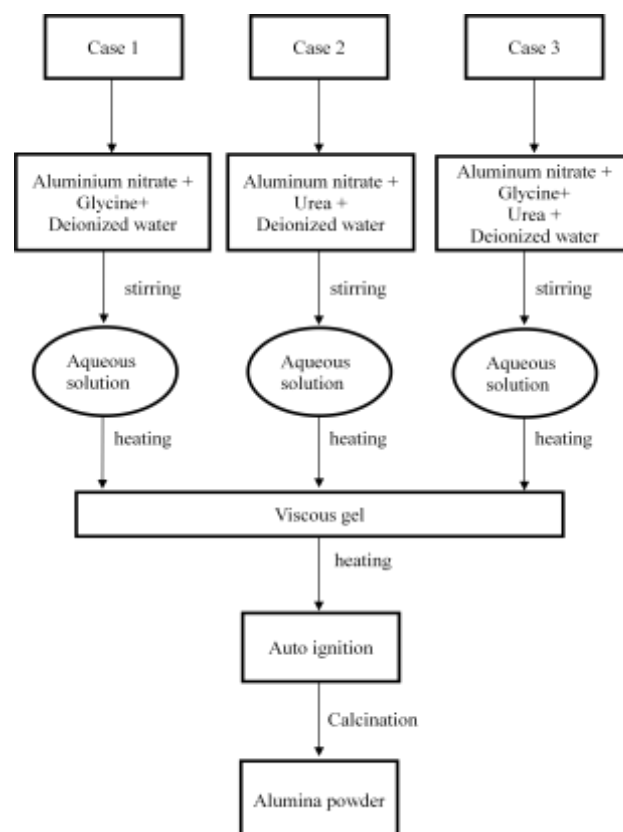 Case 1
Case 2
Case 3
Aluminium nitrate +
Glycine+
Deionized water
Aluminum nitrate +
Urea +
Deionized water
Aluminum nitrate +
Glycine+
Urea +
Deionized water
stirring
stirring
stirring
Aqueous
solution
Aqueous
solution
Aqueous
solution
heating
heating
heating
Viscous gel
heating
Auto ignition
Calcination
Alumina powder